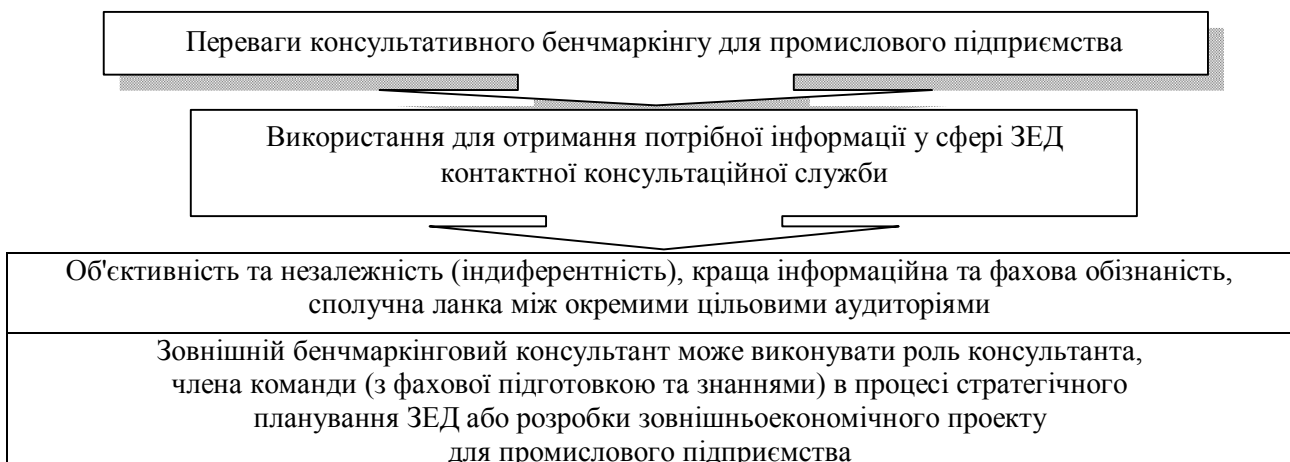 Переваги консультативного бенчмаркінгу для промислового підприємства
Використання для отримання потрібної інформації у сфері ЗЕД
контактної консультаційної служби
Об'єктивність та незалежність (індиферентність), краща інформаційна та фахова обізнаність,
сполучна ланка між окремими цільовими аудиторіями
Зовнішній бенчмаркінговий консультант може виконувати роль консультанта,
члена команди (з фахової підготовкою та знаннями) в процесі стратегічного
планування ЗЕД або розробки зовнішньоекономічного проекту
для промислового підприємства